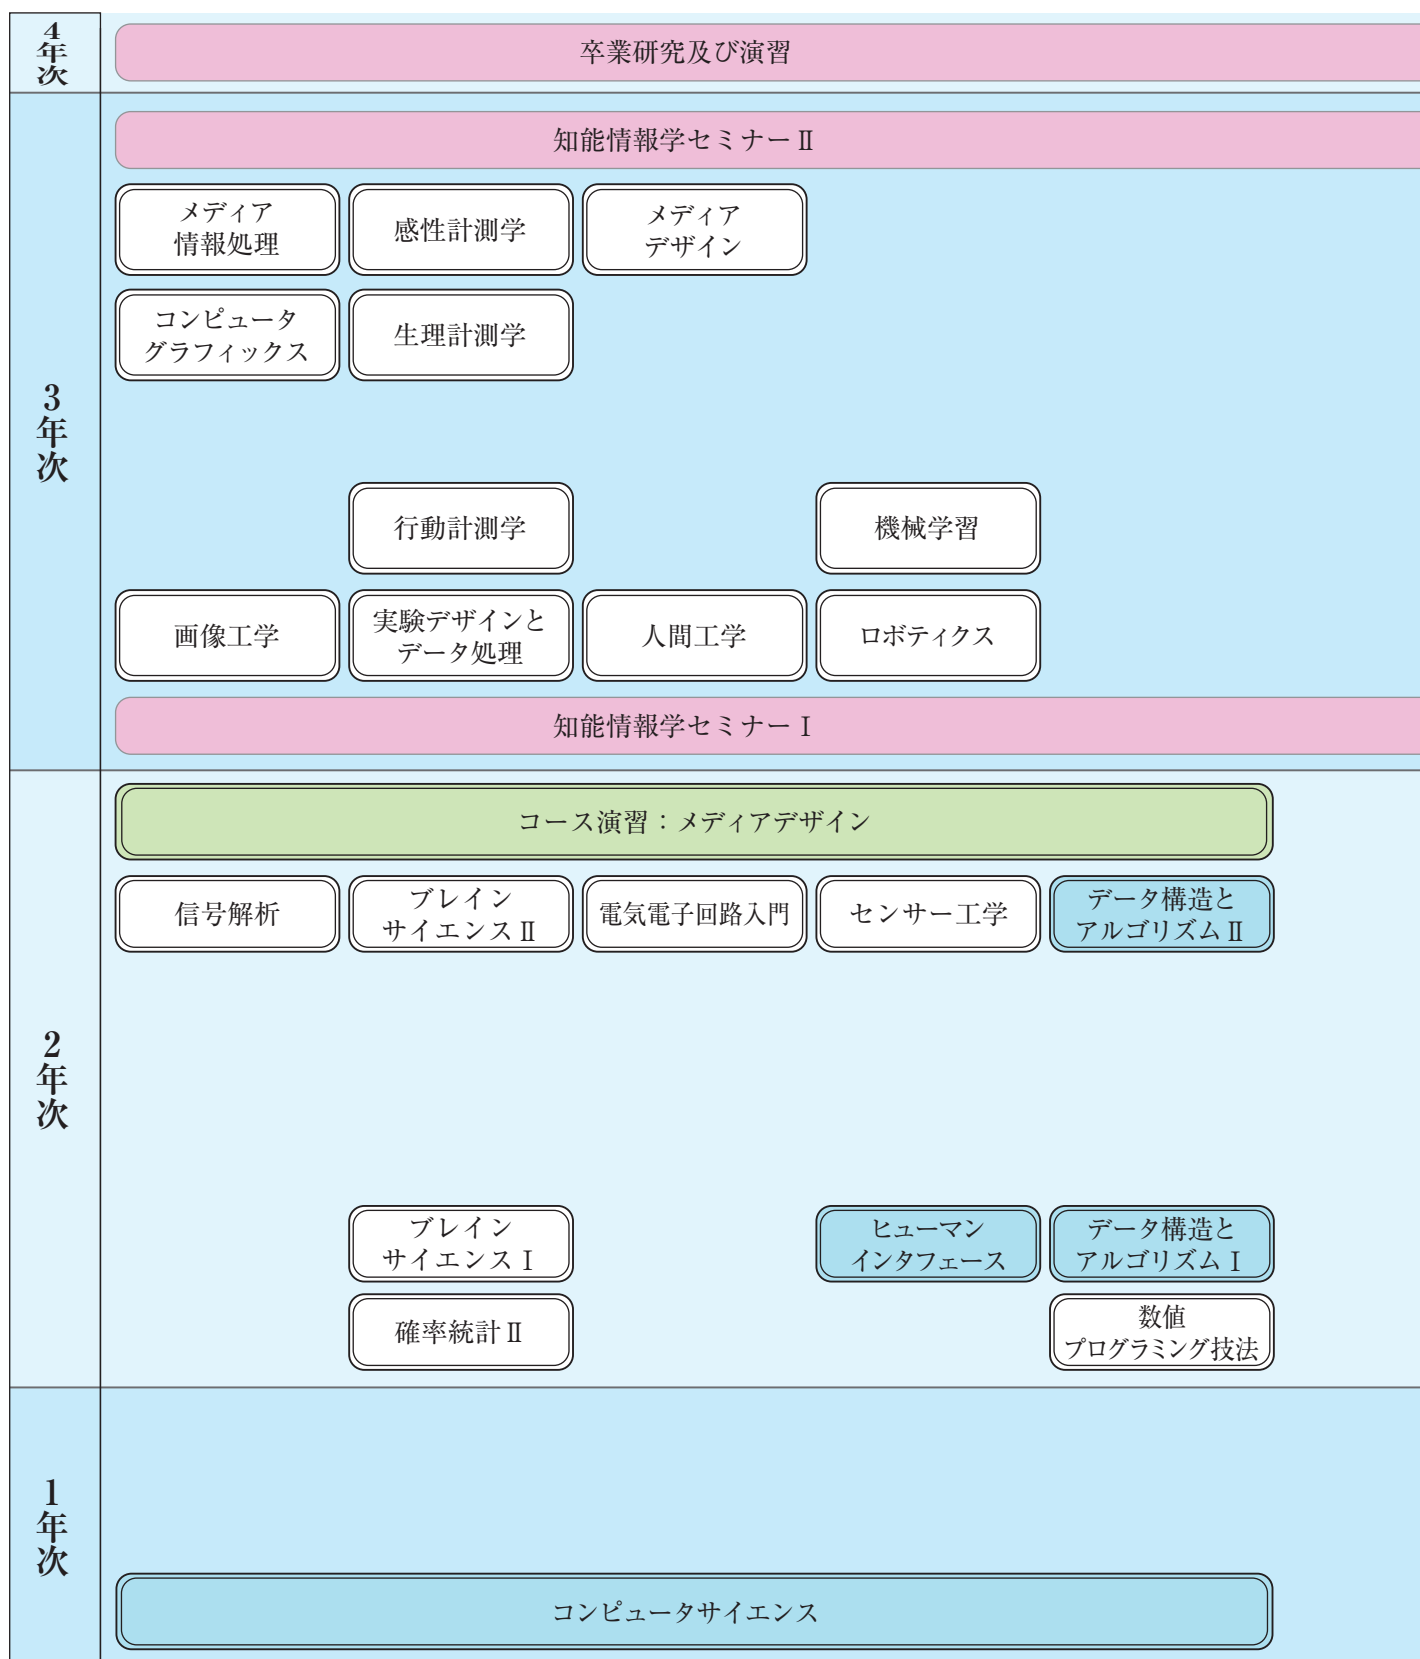 4年次
卒業研究及び演習
3年次
知能情報学セミナーⅡ
メディア
情報処理
感性計測学
メディア
デザイン
コンピュータ
グラフィックス
生理計測学
行動計測学
機械学習
画像工学
実験デザインと
データ処理
人間工学
ロボティクス
知能情報学セミナーⅠ
2年次
コース演習：メディアデザイン
信号解析
ブレイン
サイエンスⅡ
電気電子回路入門
センサー工学
データ構造と
アルゴリズムⅡ
ブレイン
サイエンスⅠ
ヒューマン
インタフェース
データ構造と
アルゴリズムⅠ
確率統計Ⅱ
数値
プログラミング技法
1年次
コンピュータサイエンス